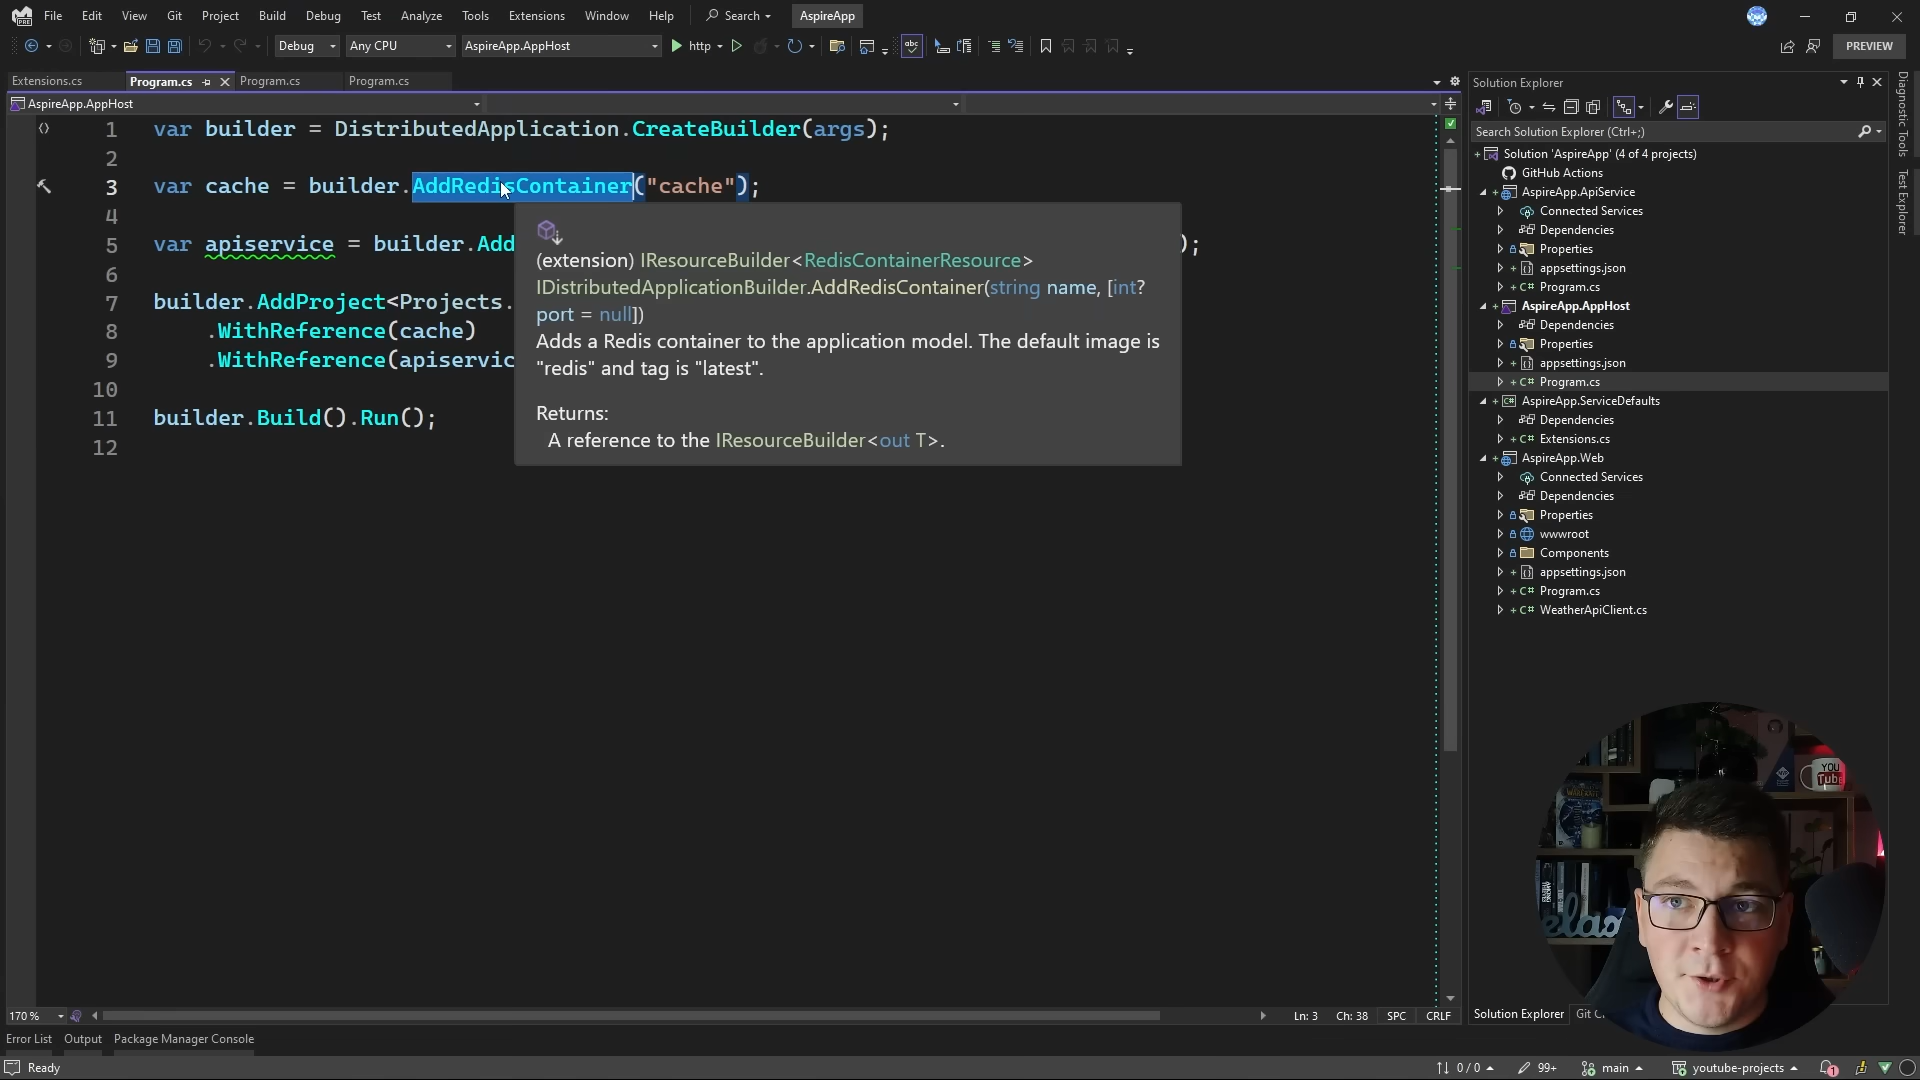 File Edit View Git Project Build Debug Test Analyze Tools Extensions Window Help Search AspireApp
Debug Any CPU AspireApp.AppHost http PREVIEW
Extensions.cs Program.cs Program.cs Program.cs
AspireApp.AppHost
1 var builder = DistributedApplication.CreateBuilder(args);
2
3 var cache = builder.AddRedisContainer("cache");
4
5 var apiservice = builder.Add );
6
7 builder.AddProject<Projects.
8 .WithReference(cache)
9 .WithReference(apiservic
10
11 builder.Build().Run();
12
(extension) IResourceBuilder<RedisContainerResource>
IDistributedApplicationBuilder.AddRedisContainer(string name, [int?
port = null])
Adds a Redis container to the application model. The default image is
"redis" and tag is "latest".
Returns:
A reference to the IResourceBuilder<out T>.
Solution Explorer
Search Solution Explorer (Ctrl+;)
Solution 'AspireApp' (4 of 4 projects)
GitHub Actions
AspireApp.ApiService
Connected Services
Dependencies
Properties
appsettings.json
C# Program.cs
AspireApp.AppHost
Dependencies
Properties
appsettings.json
C# Program.cs
C# AspireApp.ServiceDefaults
Dependencies
C# Extensions.cs
AspireApp.Web
Connected Services
Dependencies
Properties
wwwroot
Components
appsettings.json
C# Program.cs
C# WeatherApiClient.cs
Diagnostic Tools
Test Explorer
YOU
Tube
elax
170 % Ln: 3 Ch: 38 SPC CRLF
Solution Explorer Git C
Error List Output Package Manager Console
Ready 0 / 0 99+ main youtube-projects 1